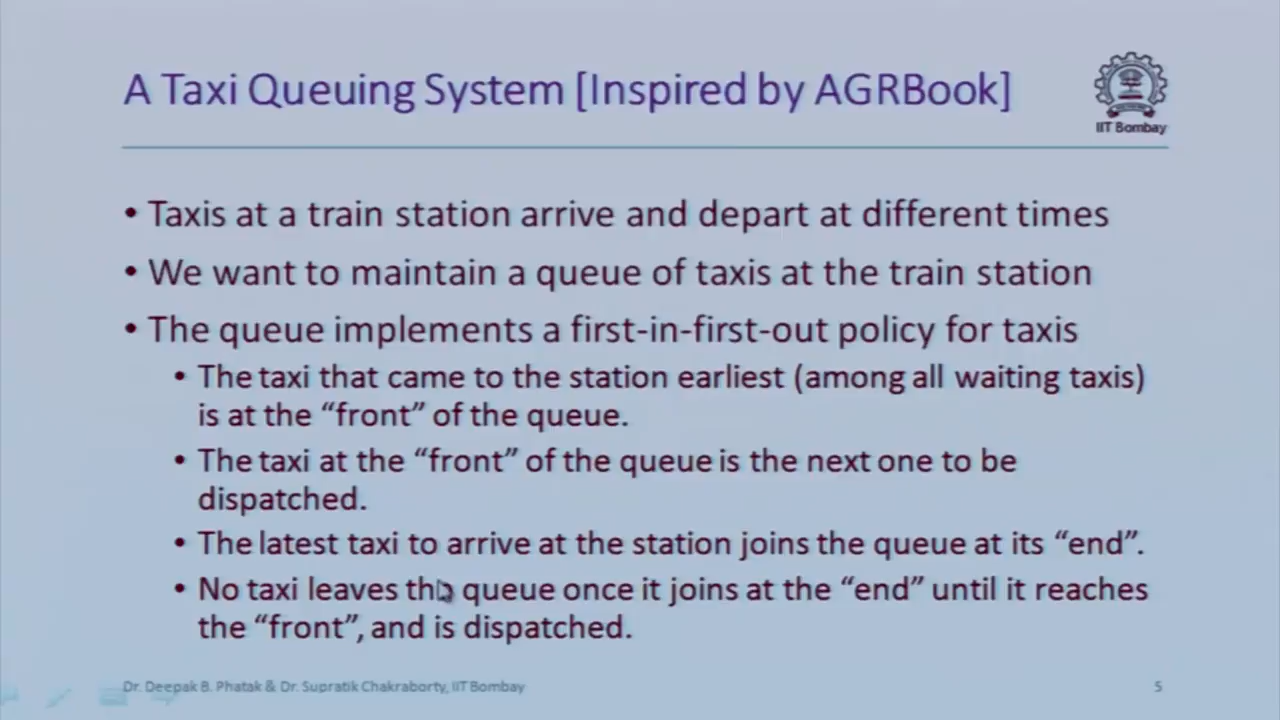 A Taxi Queuing System [Inspired by AGRBook]
IIT Bombay
• Taxis at a train station arrive and depart at different times
• We want to maintain a queue of taxis at the train station
• The queue implements a first-in-first-out policy for taxis
• The taxi that came to the station earliest (among all waiting taxis)
is at the “front” of the queue.
• The taxi at the “front” of the queue is the next one to be
dispatched.
• The latest taxi to arrive at the station joins the queue at its “end”.
• No taxi leaves the queue once it joins at the “end” until it reaches
the “front”, and is dispatched.
Dr. Deepak B. Phatak & Dr. Supratik Chakraborty, IIT Bombay
5